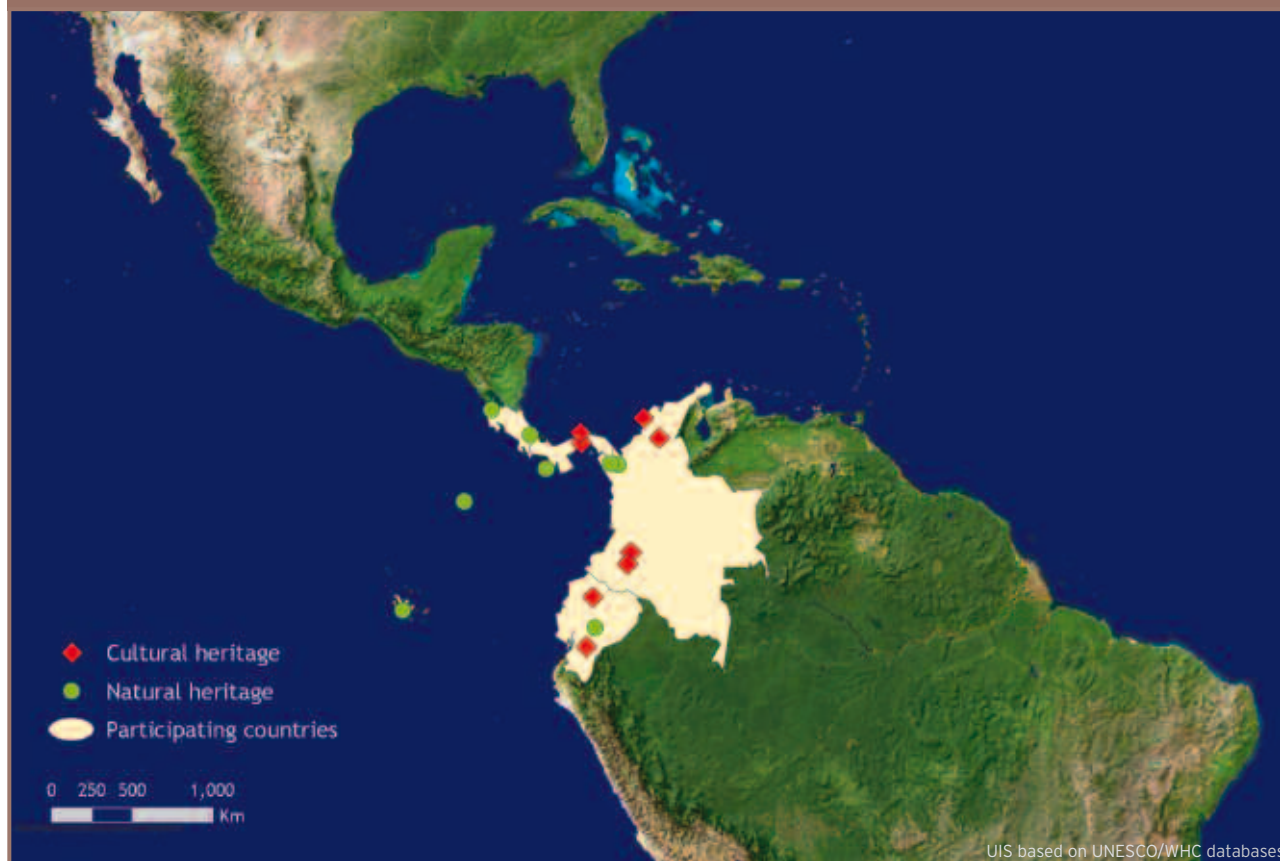 Cultural heritage
Natural heritage
Participating countries
0 250 500 1,000
Km
UIS based on UNESCO/WHC databases